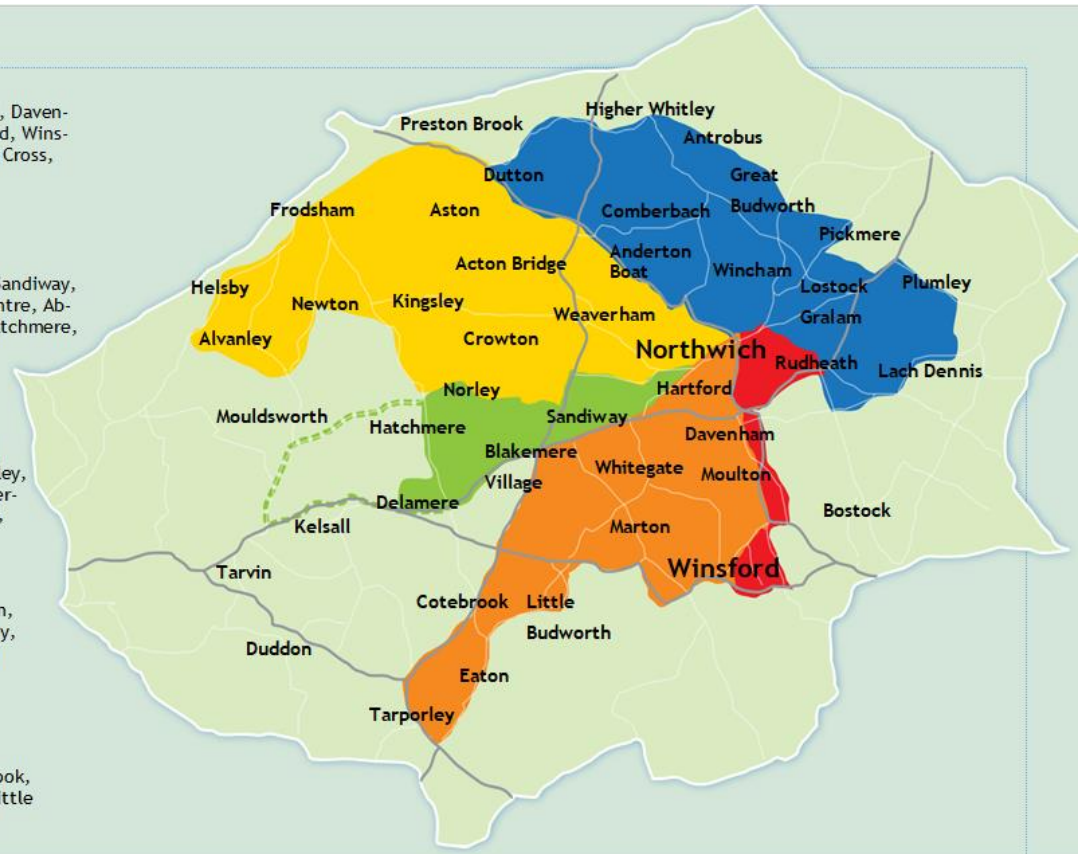 , Daven-
d, Wins-
Cross,
Sandiway,
ntre, Ab-
tchmere,
ley,
er-
n,
y,
ook,
ittle
Higher Whitley
Preston Brook
Antrobus
Dutton
Great
Budworth
Frodsham
Aston
Comberbach
Pickmere
Anderton
Boat
Acton Bridge
Wincham
Helsby
Lostock
Plumley
Newton
Kingsley
Weaverham
Gralam
Alvanley
Crowton
Northwich
Rudheath
Lach Dennis
Norley
Hartford
Mouldsworth
Hatchmere
Sandiway
Davenham
Blakemere
Village
Whitegate
Moulton
Delamere
Bostock
Kelsall
Marton
Tarvin
Winsford
Cotebrook
Little
Budworth
Duddon
Eaton
Tarporley